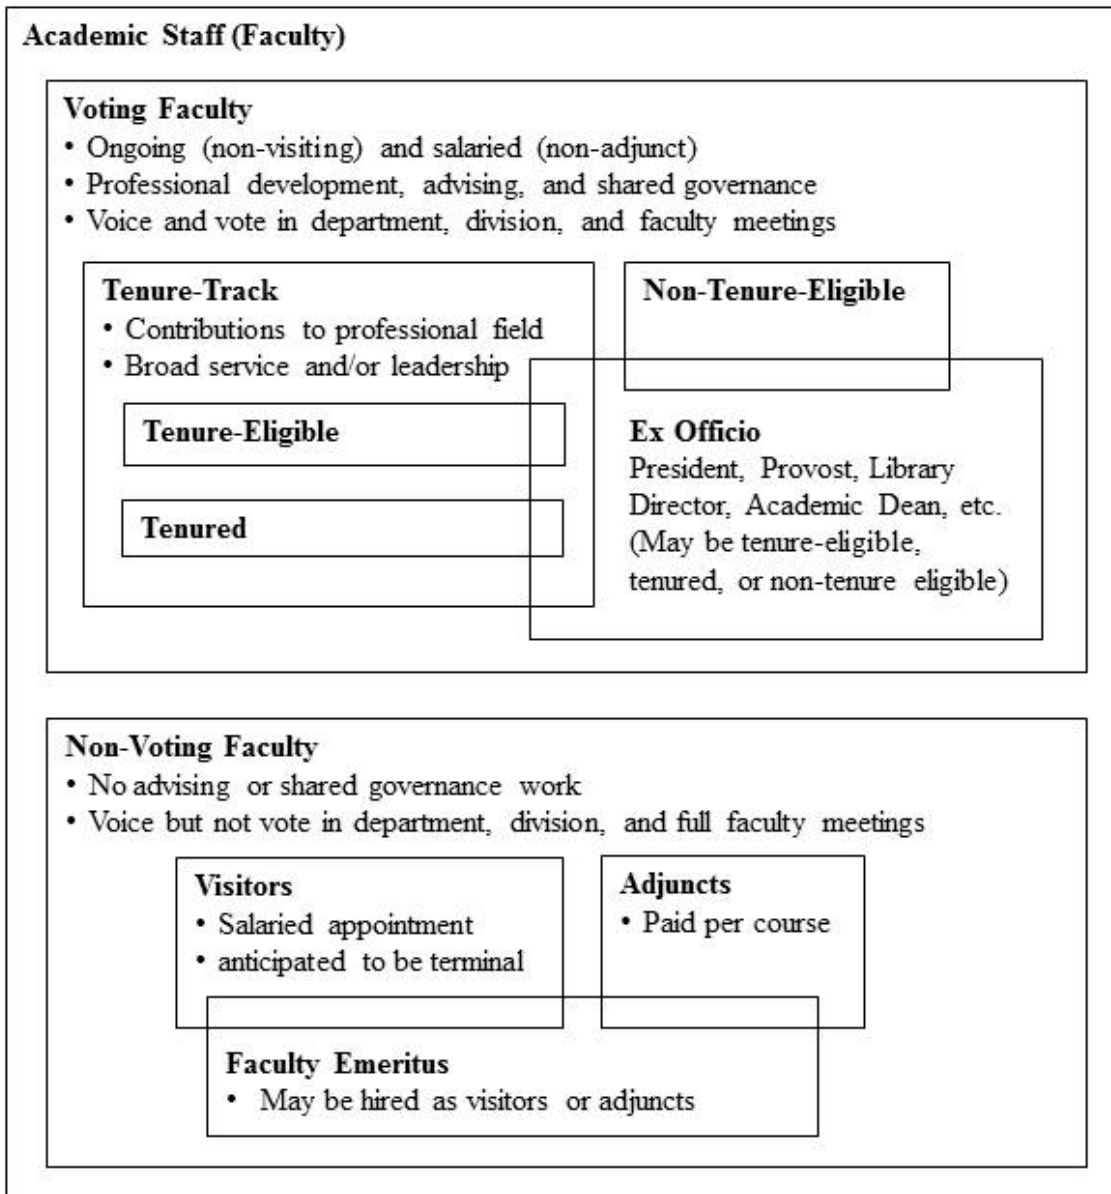 Academic Staff (Faculty)
Voting Faculty
• Ongoing (non-visiting) and salaried (non-adjunct)
• Professional development, advising, and shared governance
• Voice and vote in department, division, and faculty meetings
Tenure-Track
• Contributions to professional field
• Broad service and/or leadership
Tenure-Eligible
Tenured
Non-Tenure-Eligible
Ex Officio
President, Provost, Library
Director, Academic Dean, etc.
(May be tenure-eligible,
tenured, or non-tenure eligible)
Non-Voting Faculty
• No advising or shared governance work
• Voice but not vote in department, division, and full faculty meetings
Visitors
• Salaried appointment
• anticipated to be terminal
Adjuncts
• Paid per course
Faculty Emeritus
• May be hired as visitors or adjuncts